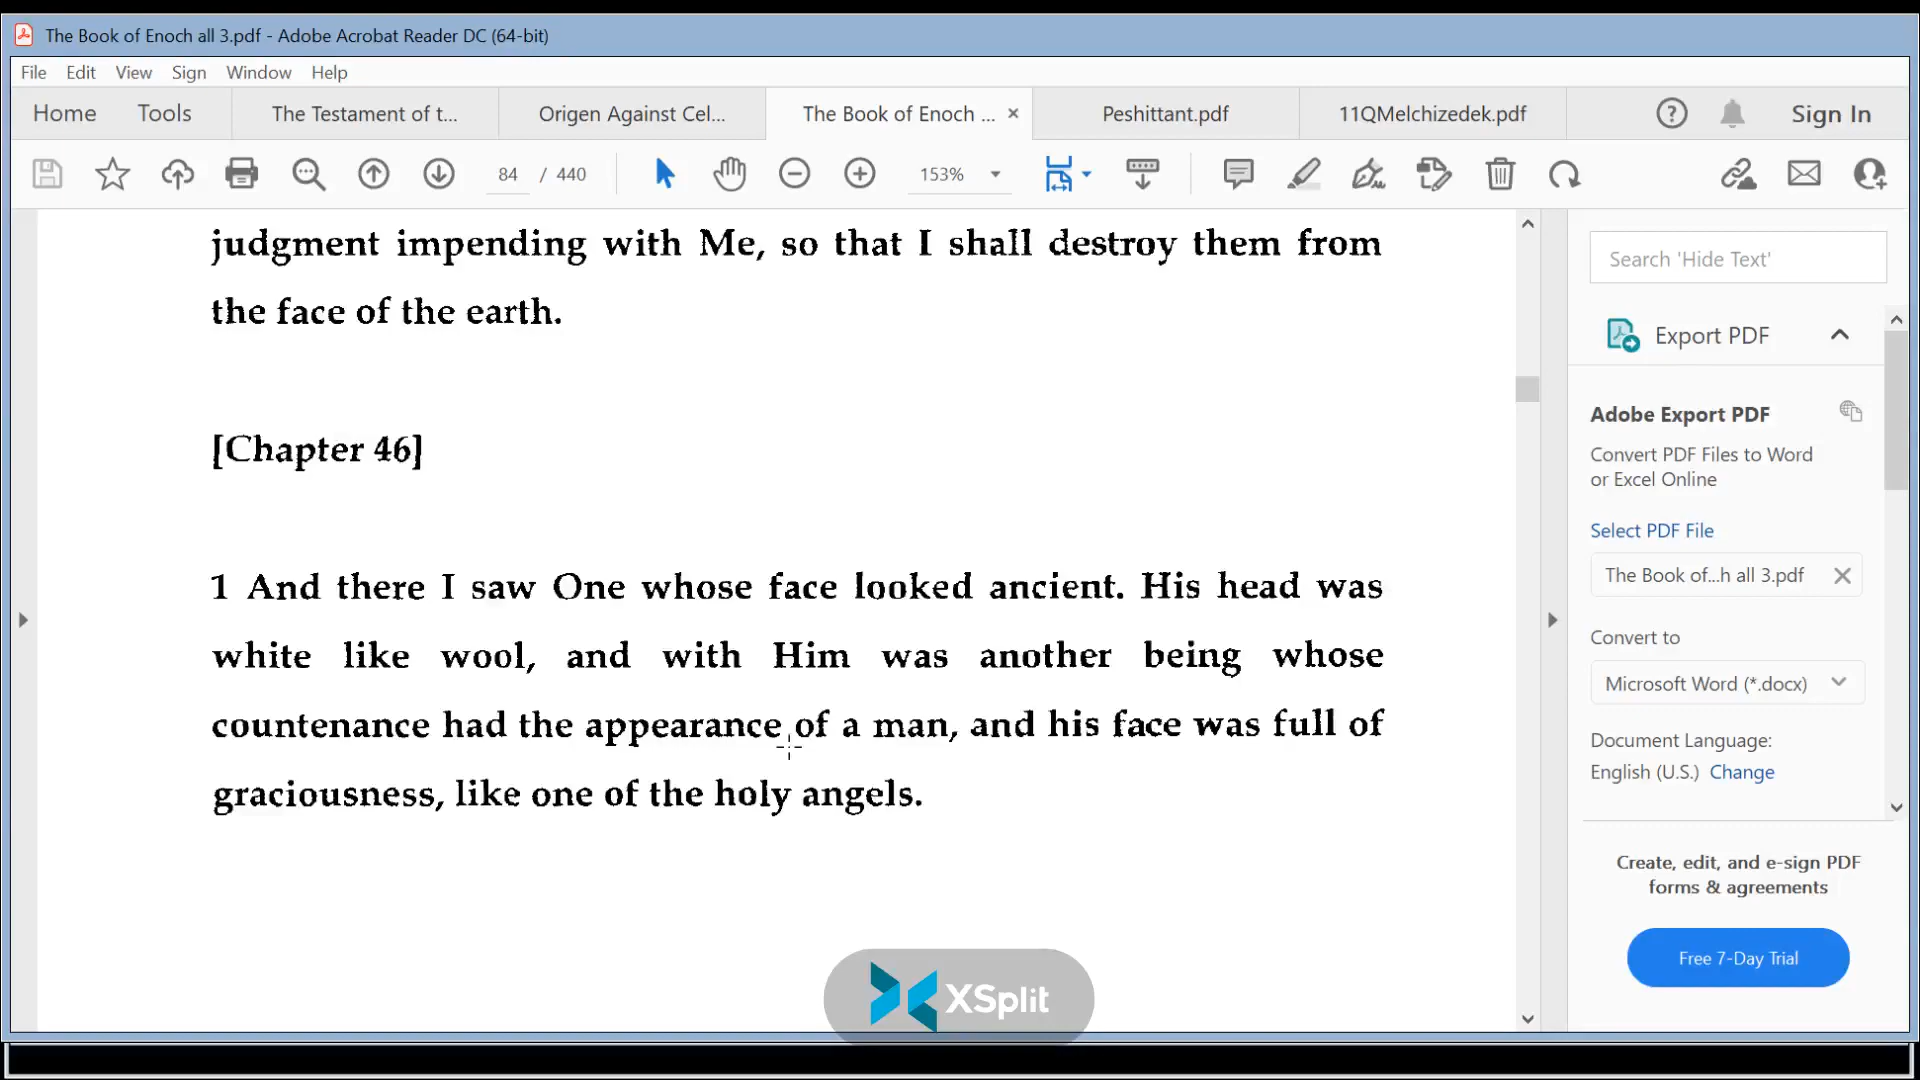 The Book of Enoch all 3.pdf - Adobe Acrobat Reader DC (64-bit)
File Edit View Sign Window Help
Home Tools The Testament of t... Origen Against Cel... The Book of Enoch ... Peshittant.pdf 11QMelchizedek.pdf Sign In
84 / 440 153%
judgment impending with Me, so that I shall destroy them from
the face of the earth.
[Chapter 46]
1 And there I saw One whose face looked ancient. His head was
white like wool, and with Him was another being whose
countenance had the appearance of a man, and his face was full of
graciousness, like one of the holy angels.
Search 'Hide Text'
Export PDF
Adobe Export PDF
Convert PDF Files to Word
or Excel Online
Select PDF File
The Book of...h all 3.pdf
Convert to
Microsoft Word (*.docx)
Document Language:
English (U.S.) Change
Create, edit, and e-sign PDF
forms & agreements
Free 7-Day Trial
XSplit